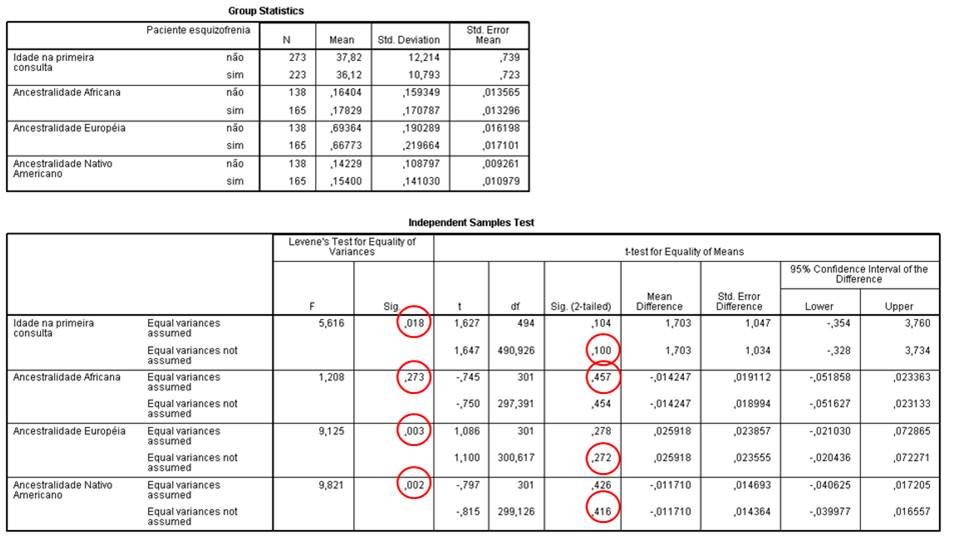 Group Statistics
Paciente esquizofrenia N Mean Std. Deviation Std. Error Mean
Idade na primeira consulta não 273 37,82 12,214 ,739
sim 223 36,12 10,793 ,723
Ancestralidade Africana não 138 ,16404 ,159349 ,013565
sim 165 ,17829 ,170787 ,013296
Ancestralidade Européia não 138 ,69364 ,190289 ,016198
sim 165 ,66773 ,219664 ,017101
Ancestralidade Nativo Americano não 138 ,14229 ,108797 ,009261
sim 165 ,15400 ,141030 ,010979
Independent Samples Test
Levene's Test for Equality of Variances t-test for Equality of Means
95% Confidence Interval of the Difference
F Sig. t df Sig. (2-tailed) Mean Difference Std. Error Difference Lower Upper
Idade na primeira consulta Equal variances assumed 5,616 ,018 1,627 494 ,104 1,703 1,047 -,354 3,760
Equal variances not assumed 1,647 490,926 ,100 1,703 1,034 -,328 3,734
Ancestralidade Africana Equal variances assumed 1,208 ,273 -,745 301 ,457 -,014247 ,019112 -,051858 ,023363
Equal variances not assumed -,750 297,391 ,454 -,014247 ,018994 -,051627 ,023133
Ancestralidade Européia Equal variances assumed 9,125 ,003 1,086 301 ,278 ,025918 ,023857 -,021030 ,072865
Equal variances not assumed 1,100 300,617 ,272 ,025918 ,023555 -,020436 ,072271
Ancestralidade Nativo Americano Equal variances assumed 9,821 ,002 -,797 301 ,426 -,011710 ,014693 -,040625 ,017205
Equal variances not assumed -,815 299,126 ,416 -,011710 ,014364 -,039977 ,016557